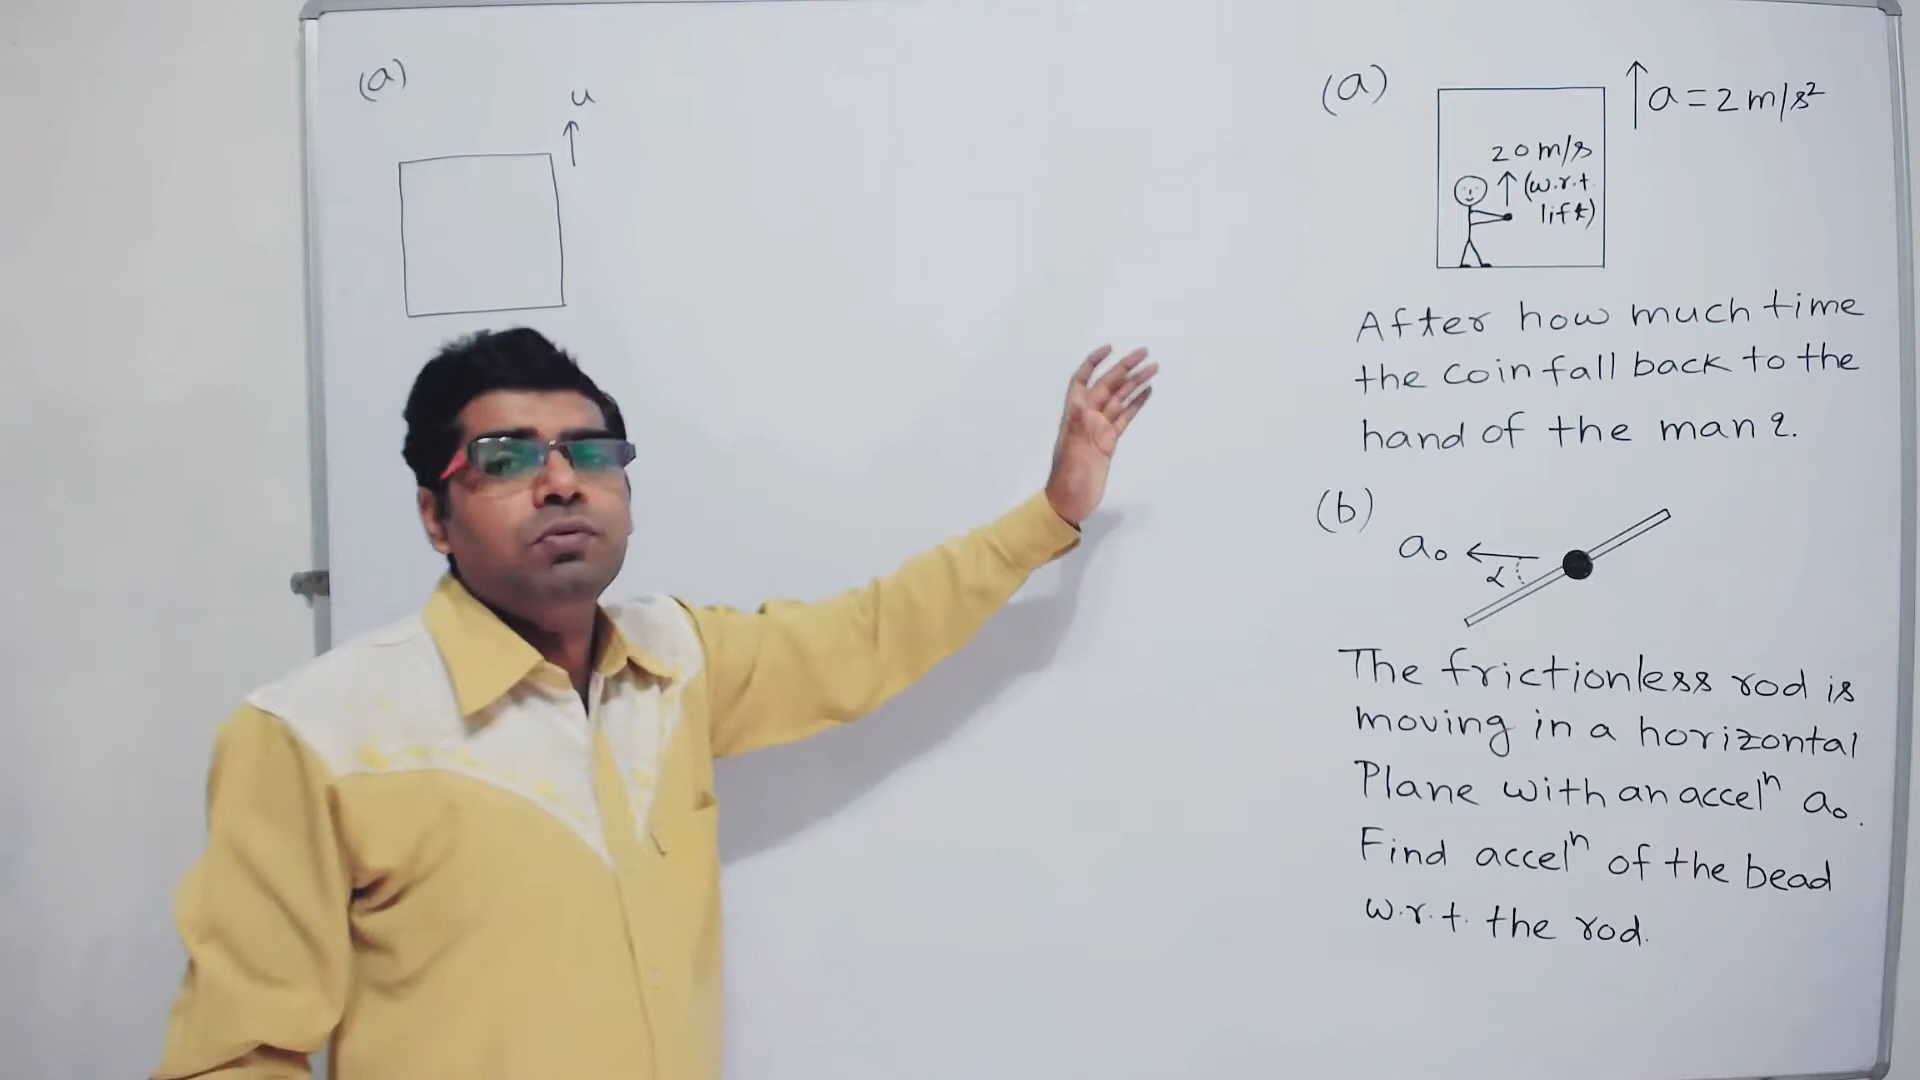 (a)
u
(a)
a = 2 m/s²
20 m/s
(w.r.t.
lift)
After how much time
the coin fall back to the
hand of the man ?.
(b)
a₀
α
The frictionless rod is
moving in a horizontal
Plane with an accelⁿ a₀.
Find accelⁿ of the bead
w.r.t. the rod.